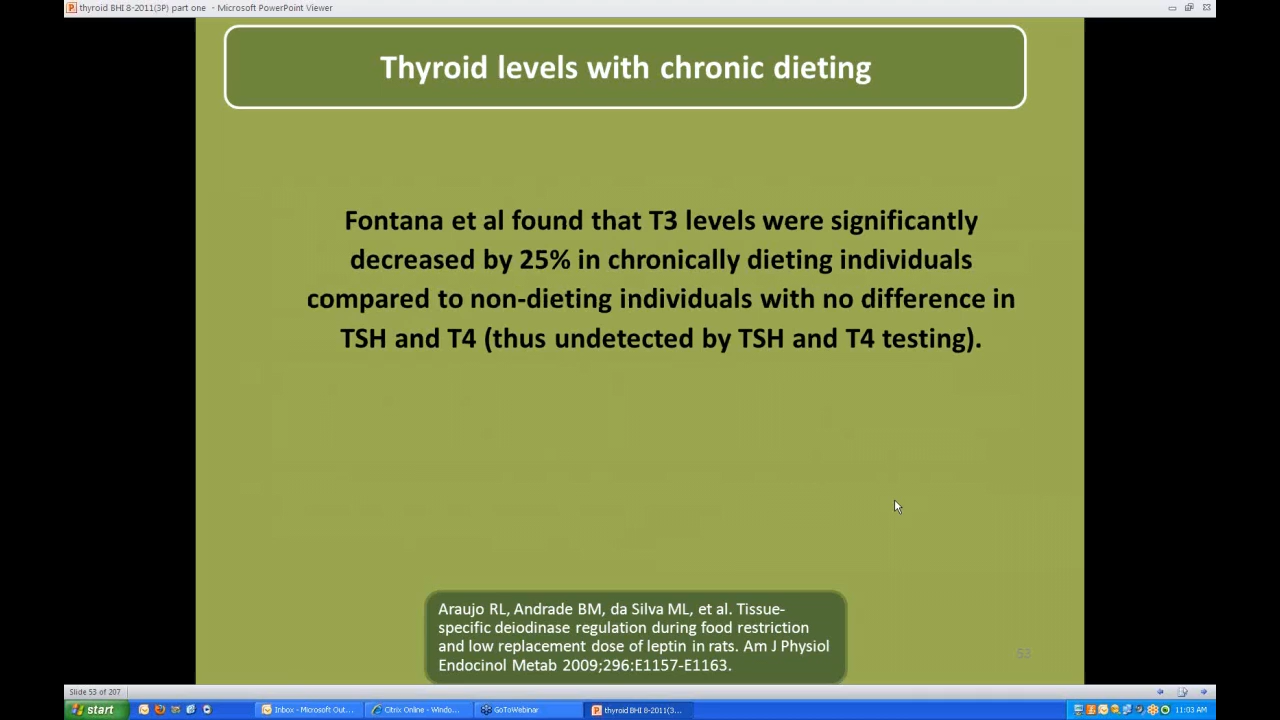 thyroid BHI 8-2011(3P) part one - Microsoft PowerPoint Viewer
Thyroid levels with chronic dieting
Fontana et al found that T3 levels were significantly
decreased by 25% in chronically dieting individuals
compared to non-dieting individuals with no difference in
TSH and T4 (thus undetected by TSH and T4 testing).
Araujo RL, Andrade BM, da Silva ML, et al. Tissue-
specific deiodinase regulation during food restriction
and low replacement dose of leptin in rats. Am J Physiol
Endocinol Metab 2009;296:E1157-E1163.
53
Slide 53 of 207
start
Inbox - Microsoft Out...
Citrix Online - Windo...
GoToWebinar
thyroid BHI 8-2011(3...
11:03 AM